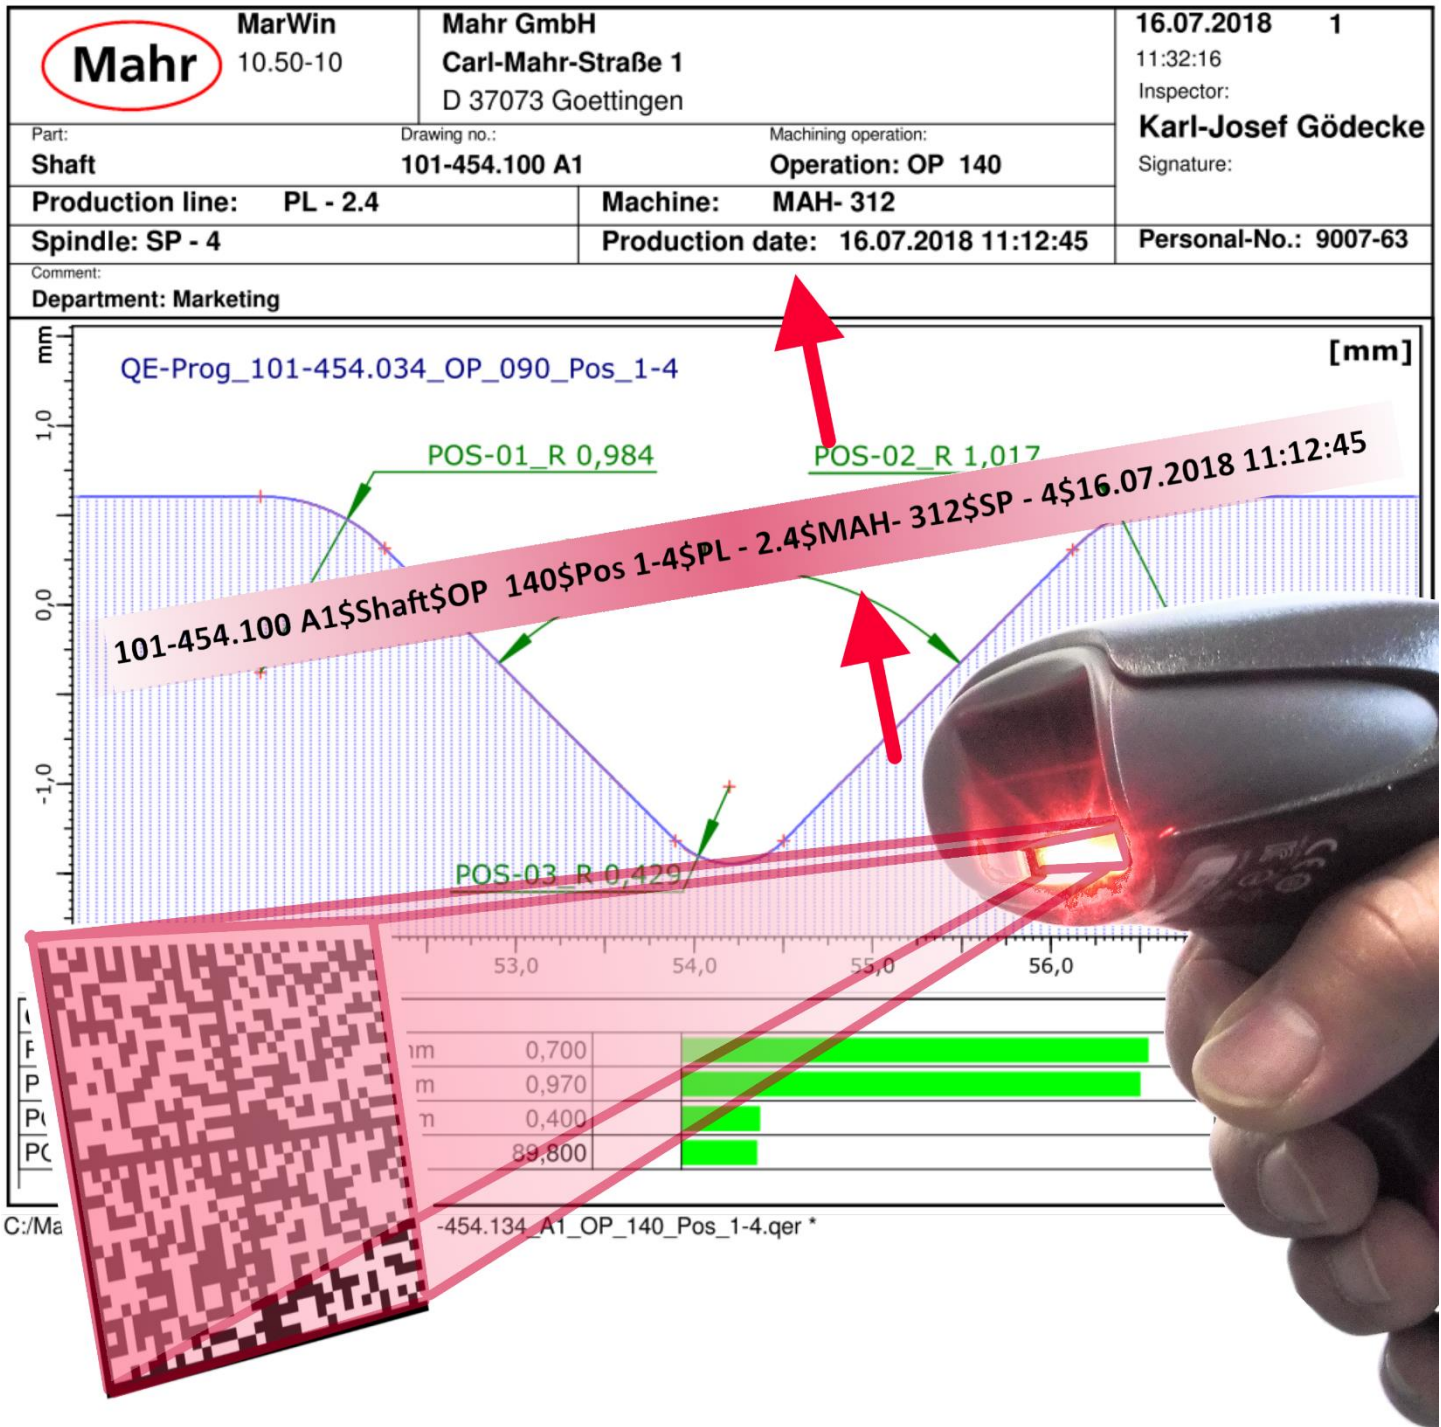 Mahr
MarWin
10.50-10
Mahr GmbH
Carl-Mahr-Straße 1
D 37073 Goettingen
16.07.2018 1
11:32:16
Inspector:
Karl-Josef Gödecke
Signature:
Part:
Shaft
Drawing no.:
101-454.100 A1
Machining operation:
Operation: OP 140
Production line: PL - 2.4
Machine: MAH- 312
Spindle: SP - 4
Production date: 16.07.2018 11:12:45
Personal-No.: 9007-63
Comment:
Department: Marketing
mm
[mm]
QE-Prog_101-454.034_OP_090_Pos_1-4
1,0
POS-01_R 0,984
POS-02_R 1,017
101-454.100 A1$Shaft$OP 140$Pos 1-4$PL - 2.4$MAH- 312$SP - 4$16.07.2018 11:12:45
0,0
-1,0
POS-03_R 0,429
53,0 54,0 55,0 56,0
0,700
0,970
0,400
89,800
C:/Ma
-454.134_A1_OP_140_Pos_1-4.qer *